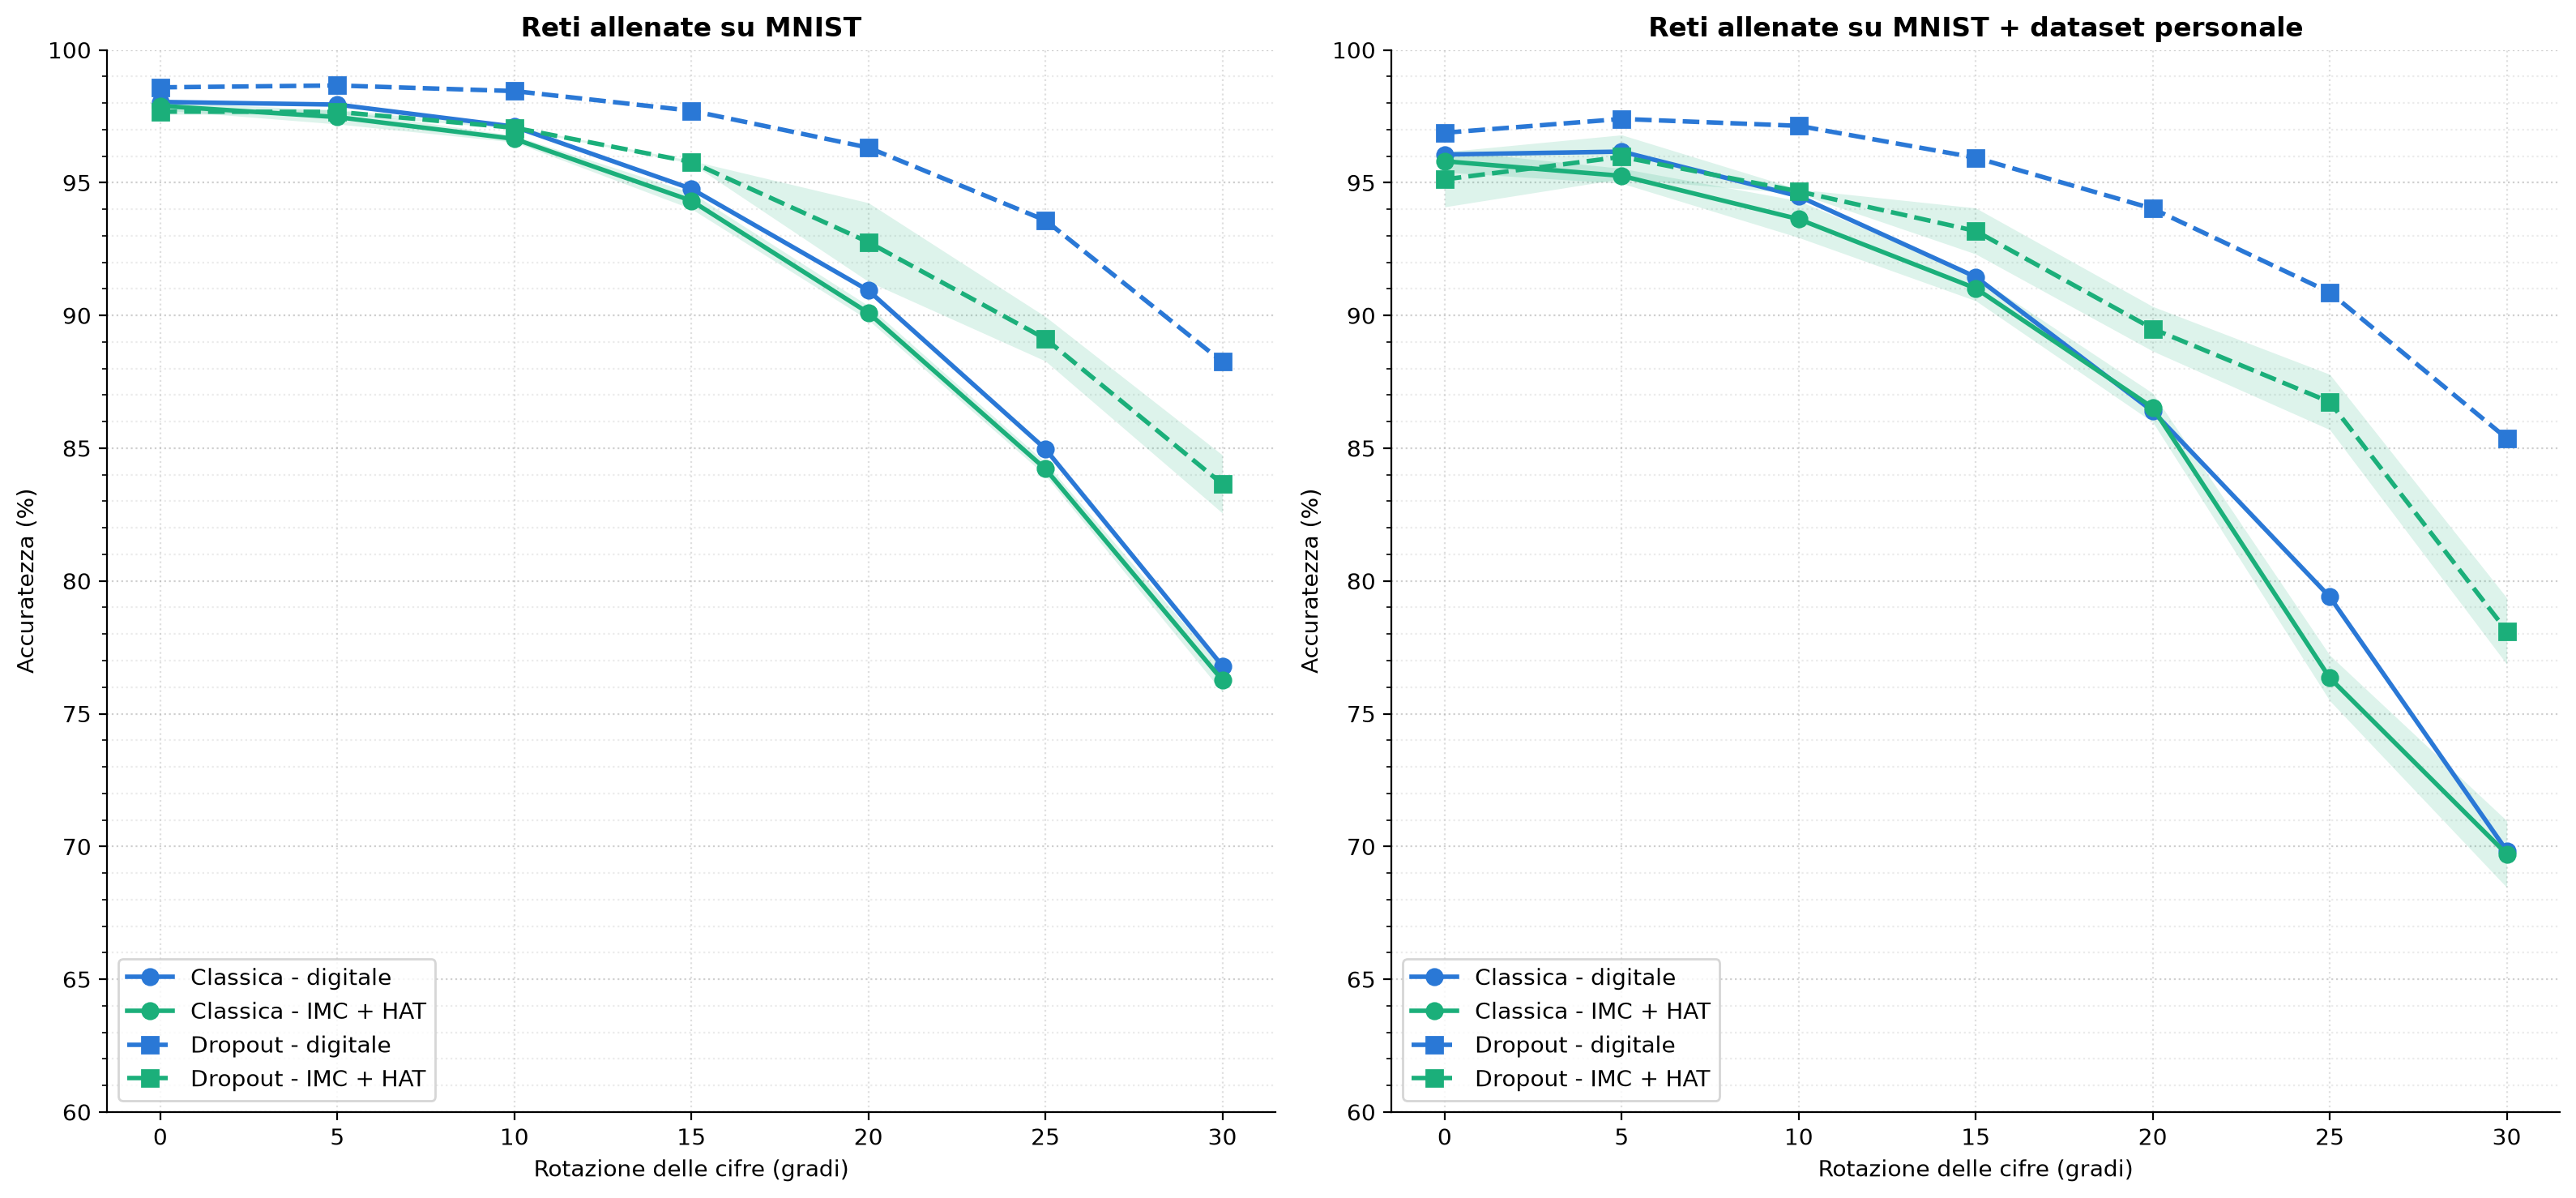 Reti allenate su MNIST
100
95
90
85
80
75
70
65
60
Accuratezza (%)
Classica - digitale
Classica - IMC + HAT
Dropout - digitale
Dropout - IMC + HAT
0 5 10 15 20 25 30
Rotazione delle cifre (gradi)
Reti allenate su MNIST + dataset personale
100
95
90
85
80
75
70
65
60
Accuratezza (%)
Classica - digitale
Classica - IMC + HAT
Dropout - digitale
Dropout - IMC + HAT
0 5 10 15 20 25 30
Rotazione delle cifre (gradi)